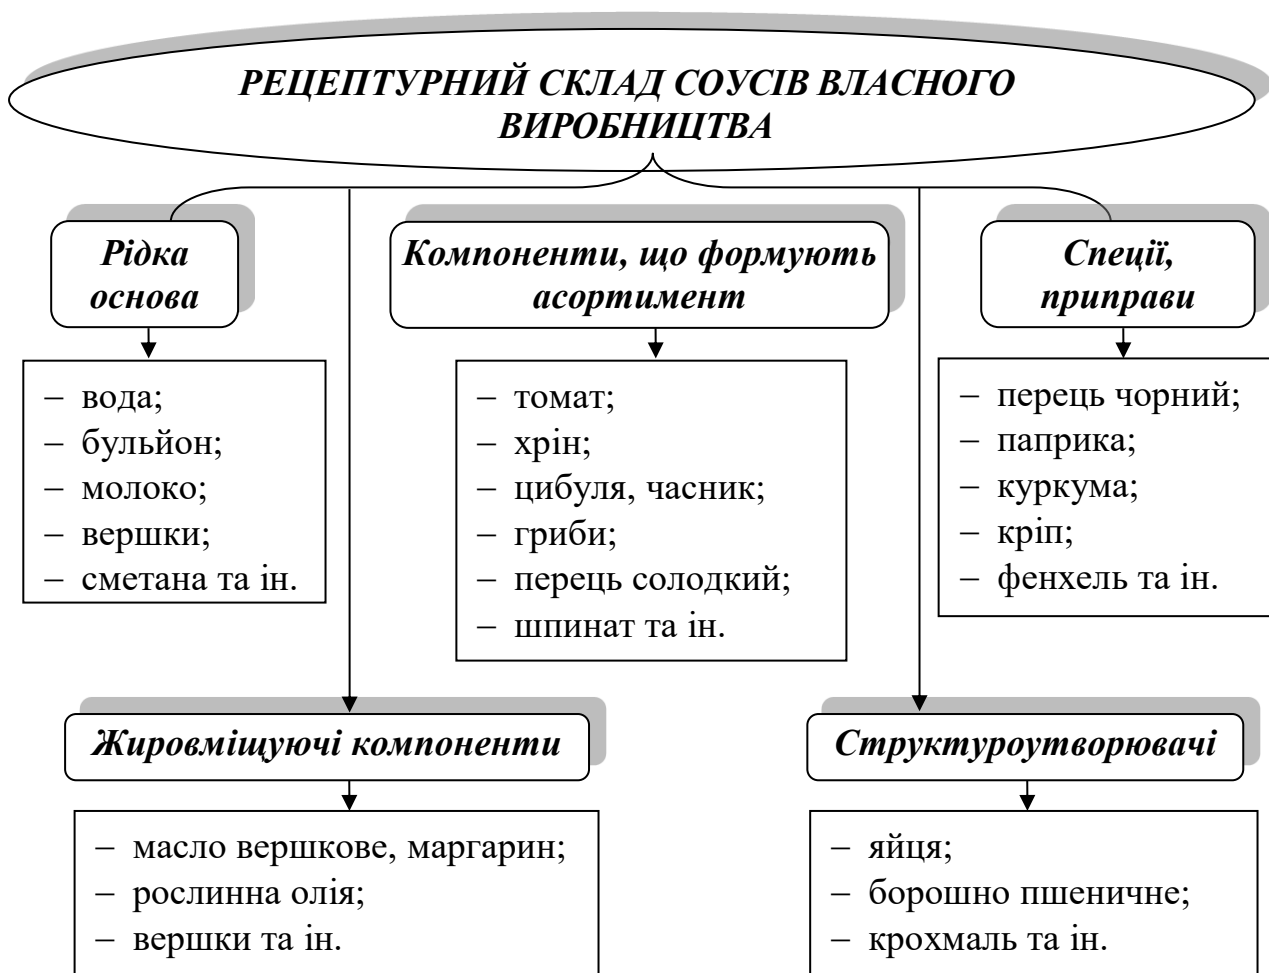 РЕЦЕПТУРНИЙ СКЛАД СОУСІВ ВЛАСНОГО
ВИРОБНИЦТВА
Рідка
основа
– вода;
– бульйон;
– молоко;
– вершки;
– сметана та ін.
Компоненти, що формують
асортимент
– томат;
– хрін;
– цибуля, часник;
– гриби;
– перець солодкий;
– шпинат та ін.
Спеції,
приправи
– перець чорний;
– паприка;
– куркума;
– кріп;
– фенхель та ін.
Жировміщуючі компоненти
– масло вершкове, маргарин;
– рослинна олія;
– вершки та ін.
Структуроутворювачі
– яйця;
– борошно пшеничне;
– крохмаль та ін.